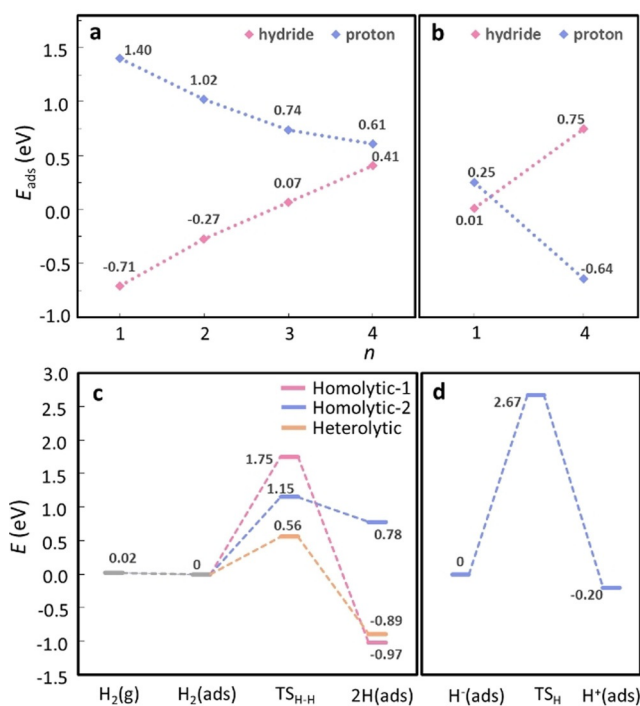 a
hydride
proton
b
hydride
proton
E_ads (eV)
1.5
1.0
0.5
0.0
-0.5
-1.0
1.40
1.02
0.74
0.61
0.41
0.07
-0.27
-0.71
1
2
3
4
n
0.75
0.25
0.01
-0.64
1
4
c
Homolytic-1
Homolytic-2
Heterolytic
d
E (eV)
3.0
2.5
2.0
1.5
1.0
0.5
0.0
-0.5
-1.0
-1.5
0.02
0
1.75
1.15
0.56
0.78
-0.89
-0.97
H₂(g)
H₂(ads)
TS_H-H
2H(ads)
2.67
0
-0.20
H⁻(ads)
TS_H
H⁺(ads)